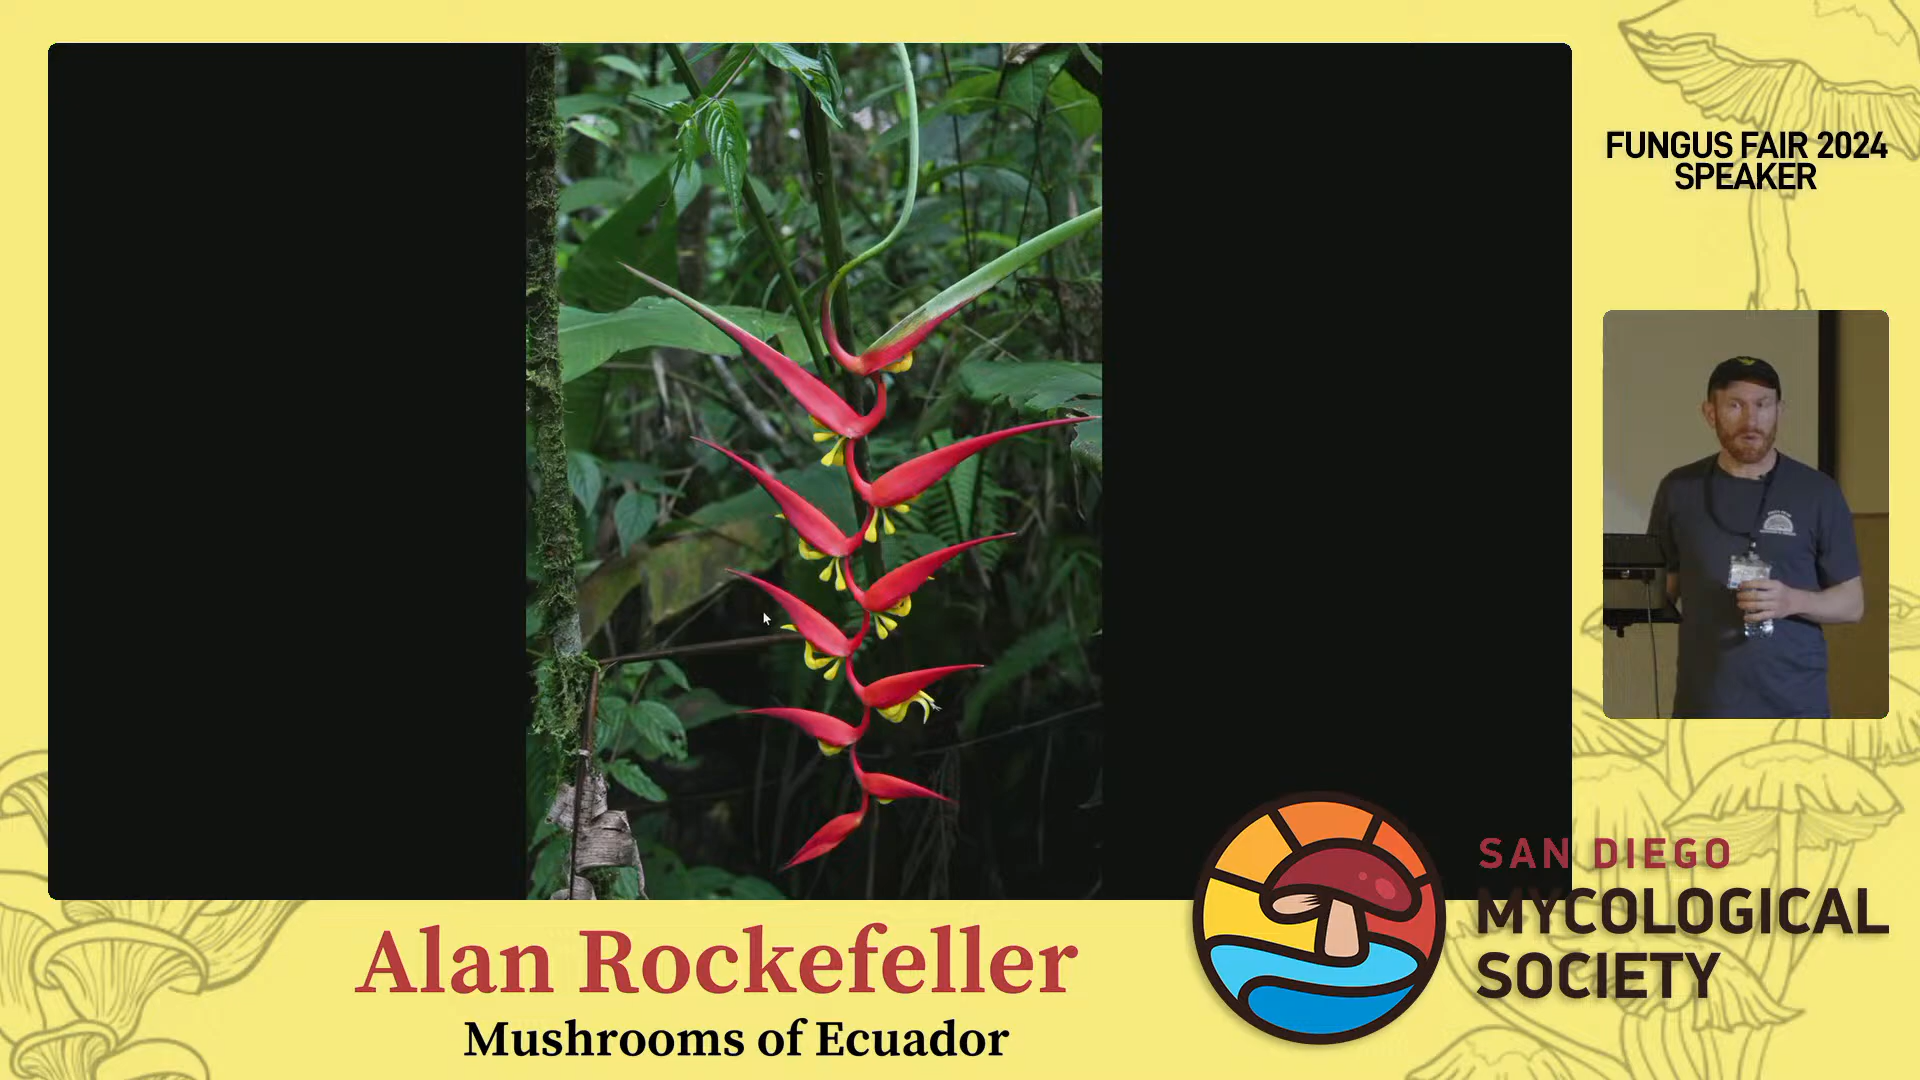 FUNGUS FAIR 2024
SPEAKER
Alan Rockefeller
Mushrooms of Ecuador
SAN DIEGO
MYCOLOGICAL
SOCIETY